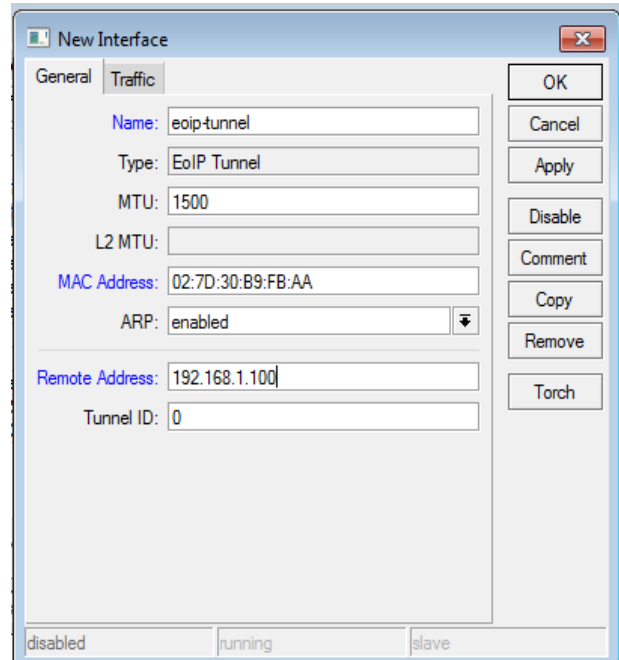 New Interface
General Traffic
OK
Name: eoip-tunnel
Cancel
Type: EoIP Tunnel
Apply
MTU: 1500
Disable
L2 MTU:
Comment
MAC Address: 02:7D:30:B9:FB:AA
Copy
ARP: enabled
Remove
Remote Address: 192.168.1.100
Torch
Tunnel ID: 0
disabled running slave